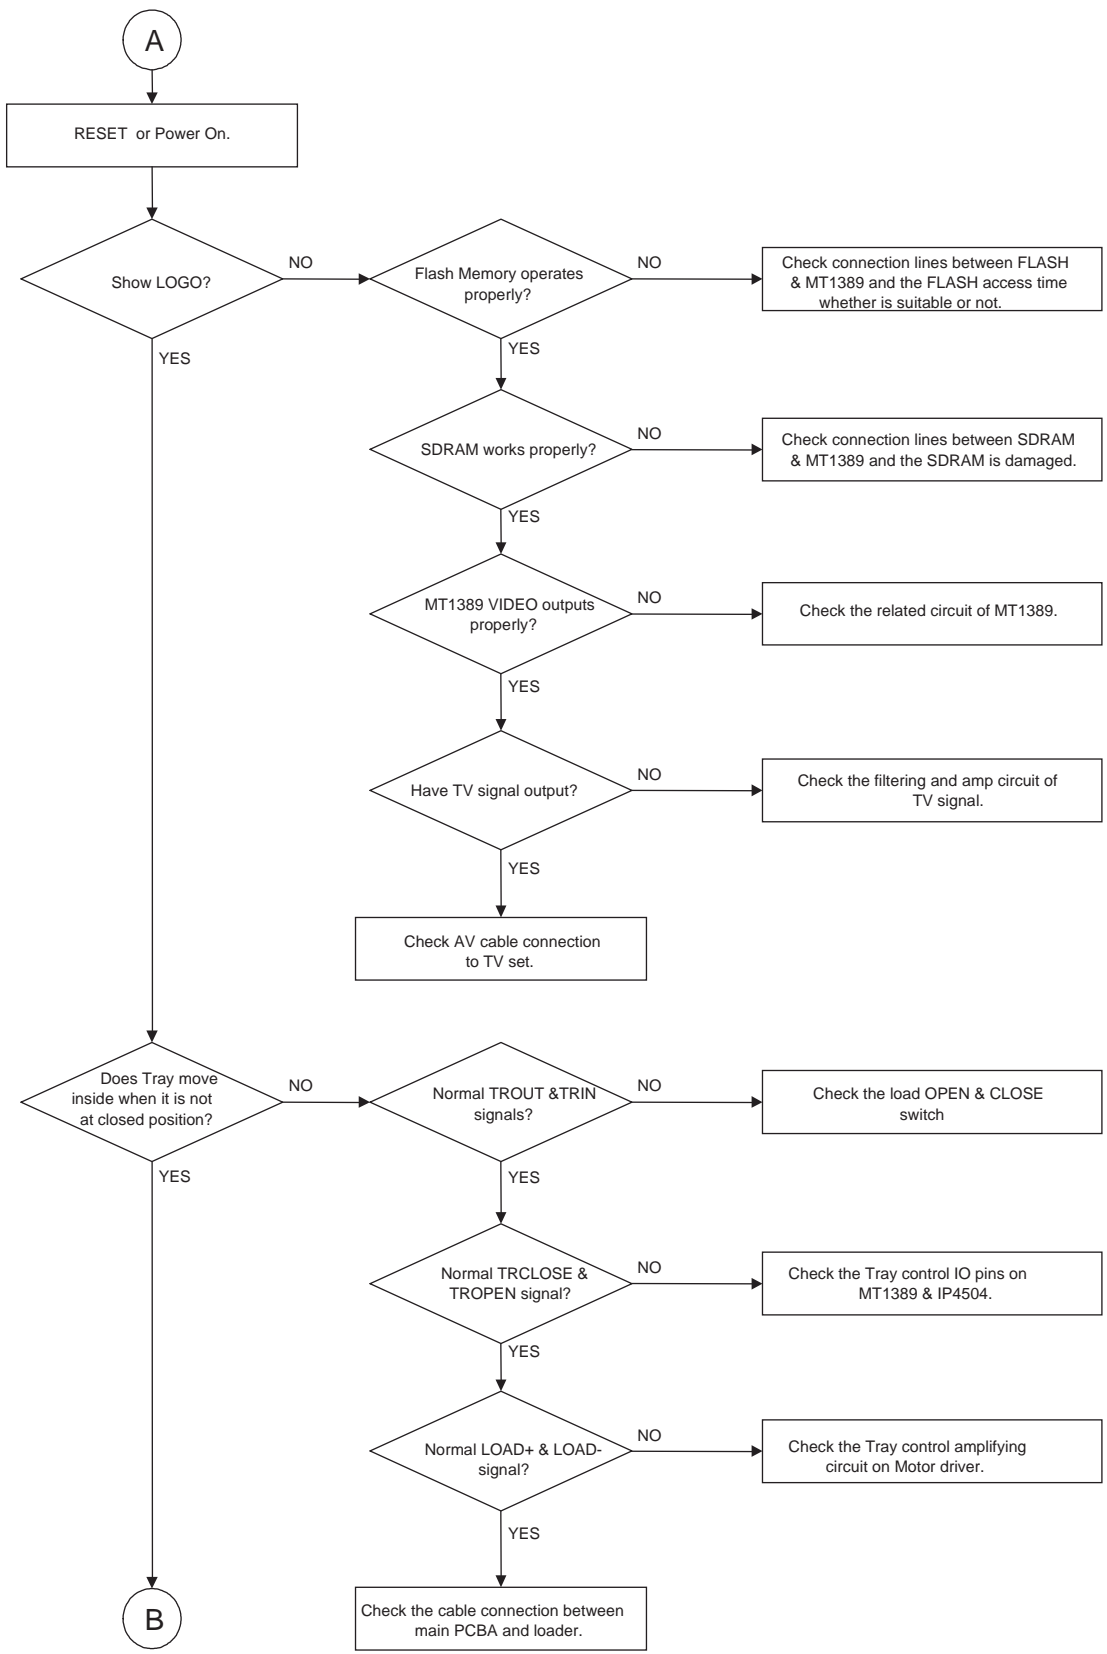 A
RESET or Power On.
Show LOGO?
NO
Flash Memory operates
properly?
NO
Check connection lines between FLASH
& MT1389 and the FLASH access time
whether is suitable or not.
YES
YES
SDRAM works properly?
NO
Check connection lines between SDRAM
& MT1389 and the SDRAM is damaged.
YES
MT1389 VIDEO outputs
properly?
NO
Check the related circuit of MT1389.
YES
Have TV signal output?
NO
Check the filtering and amp circuit of
TV signal.
YES
Check AV cable connection
to TV set.
Does Tray move
inside when it is not
at closed position?
NO
Normal TROUT &TRIN
signals?
NO
Check the load OPEN & CLOSE
switch
YES
YES
Normal TRCLOSE &
TROPEN signal?
NO
Check the Tray control IO pins on
MT1389 & IP4504.
YES
Normal LOAD+ & LOAD-
signal?
NO
Check the Tray control amplifying
circuit on Motor driver.
YES
B
Check the cable connection between
main PCBA and loader.